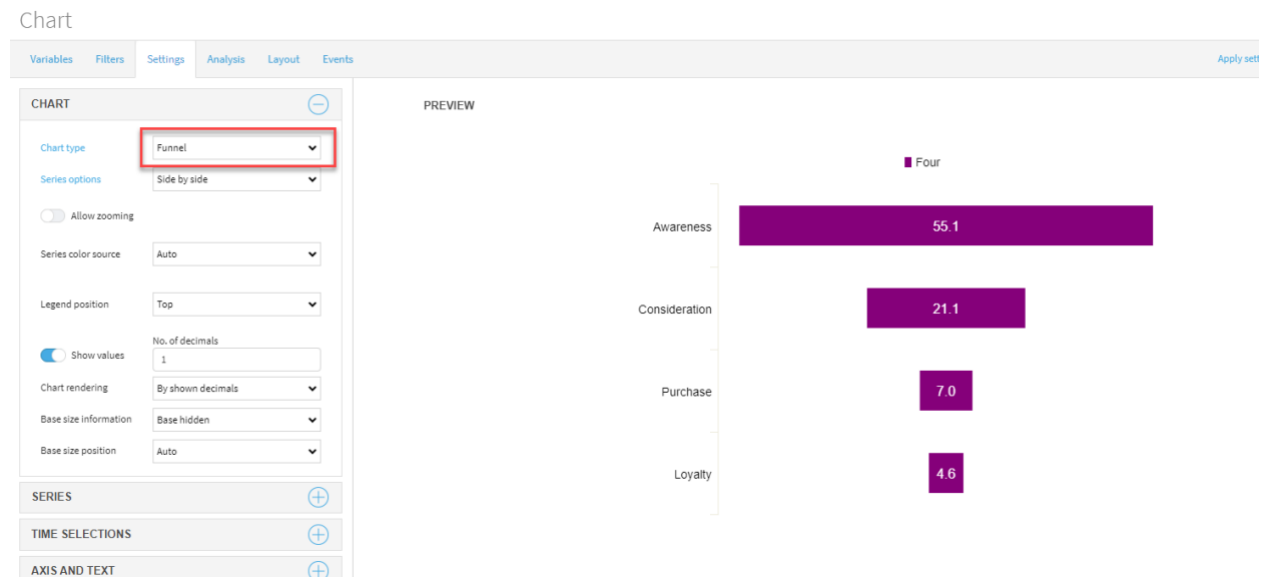 Chart
Variables Filters Settings Analysis Layout Events
CHART
Chart type Funnel
Series options Side by side
Allow zooming
Series color source Auto
Legend position Top
No. of decimals
Show values 1
Chart rendering By shown decimals
Base size information Base hidden
Base size position Auto
SERIES
TIME SELECTIONS
AXIS AND TEXT
Apply sett
PREVIEW
Four
Awareness 55.1
Consideration 21.1
Purchase 7.0
Loyalty 4.6